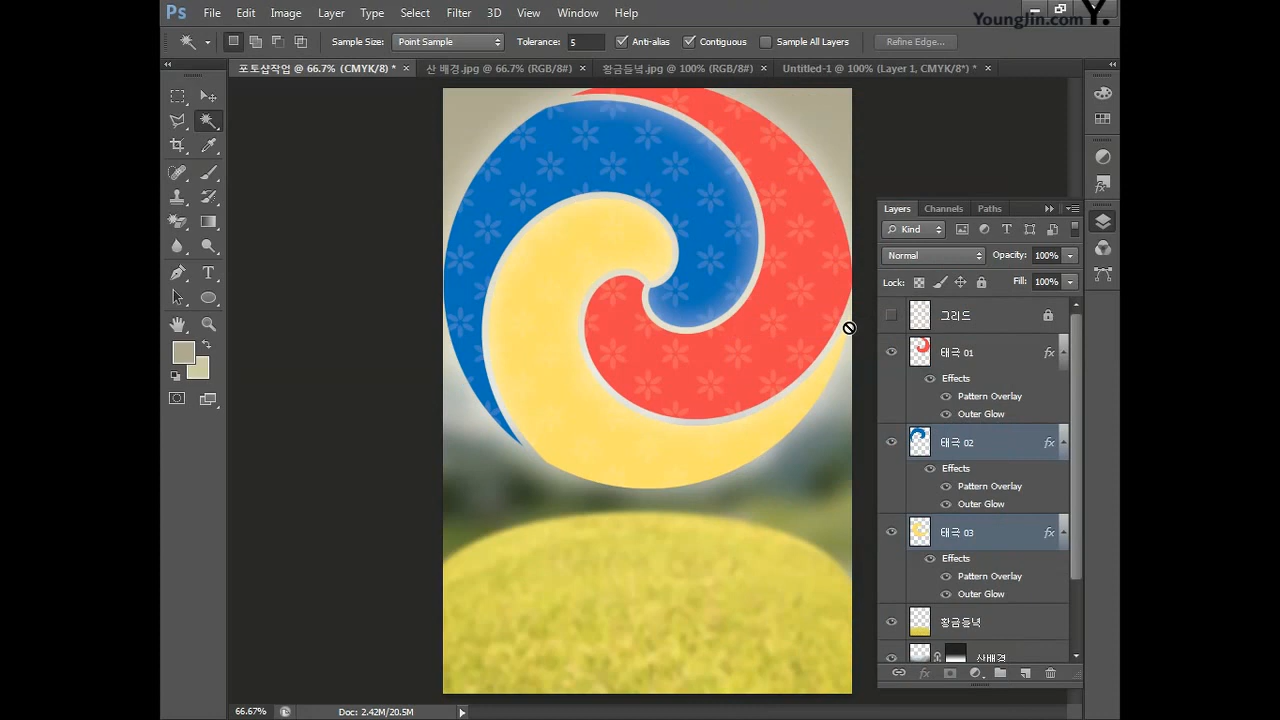 Ps File Edit Image Layer Type Select Filter 3D View Window Help
YoungJin.com Y.
Sample Size: Point Sample Tolerance: 5 Anti-alias Contiguous Sample All Layers Refine Edge...
포토샵작업 @ 66.7% (CMYK/8) * × 산 배경.jpg @ 66.7% (RGB/8#) × 황금들녘.jpg @ 100% (RGB/8#) × Untitled-1 @ 100% (Layer 1, CMYK/8*) * ×
Layers Channels Paths
Kind T
Normal Opacity: 100%
Lock: Fill: 100%
그리드
태극 01 fx
Effects
Pattern Overlay
Outer Glow
태극 02 fx
Effects
Pattern Overlay
Outer Glow
태극 03 fx
Effects
Pattern Overlay
Outer Glow
황금들녘
산배경
fx
66.67% Doc: 2.42M/20.5M